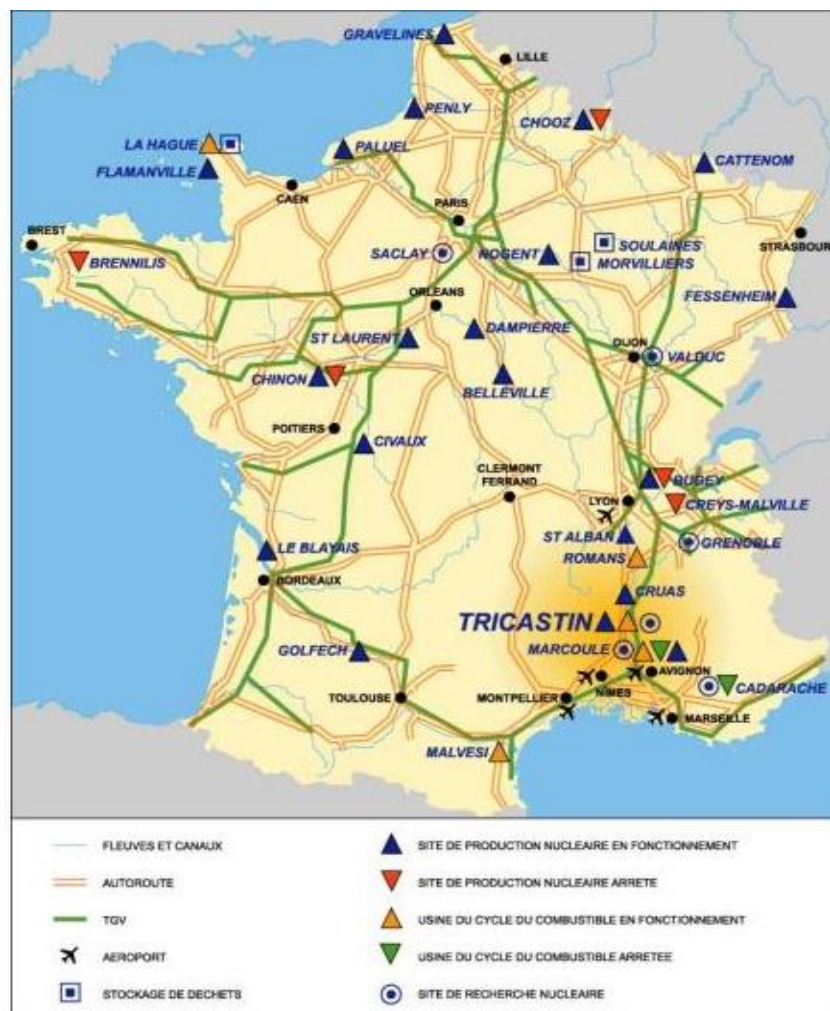 GRAVELINES
LILLE
PENLY
CHOOZ
LA HAGUE
PALUEL
CATTENOM
FLAMANVILLE
CAEN
PARIS
BREST
STRASBOUR
SACLAY
NOGENT
SOULAINES
BRENNILIS
MORVILLIERS
ORLEANS
FESSENHEIM
ST LAURENT
DAMPIERRE
DIJON
VALDUC
CHINON
BELLEVILLE
POITIERS
CIVAUX
CLERMONT
FERRAND
BUGEY
LYON
CREYS-MALVILLE
ST ALBAN
GRENOBLE
LE BLAYAIS
ROMANS
BORDEAUX
CRUAS
TRICASTIN
GOLFECH
MARCOULE
AVIGNON
TOULOUSE
MONTPELLIER
NIMES
CADARACHE
MARSEILLE
MALVESI
FLEUVES ET CANAUX
SITE DE PRODUCTION NUCLEAIRE EN FONCTIONNEMENT
AUTOROUTE
SITE DE PRODUCTION NUCLEAIRE ARRETE
TGV
USINE DU CYCLE DU COMBUSTIBLE EN FONCTIONNEMENT
AEROPORT
USINE DU CYCLE DU COMBUSTIBLE ARRETEE
STOCKAGE DE DECHETS
SITE DE RECHERCHE NUCLEAIRE